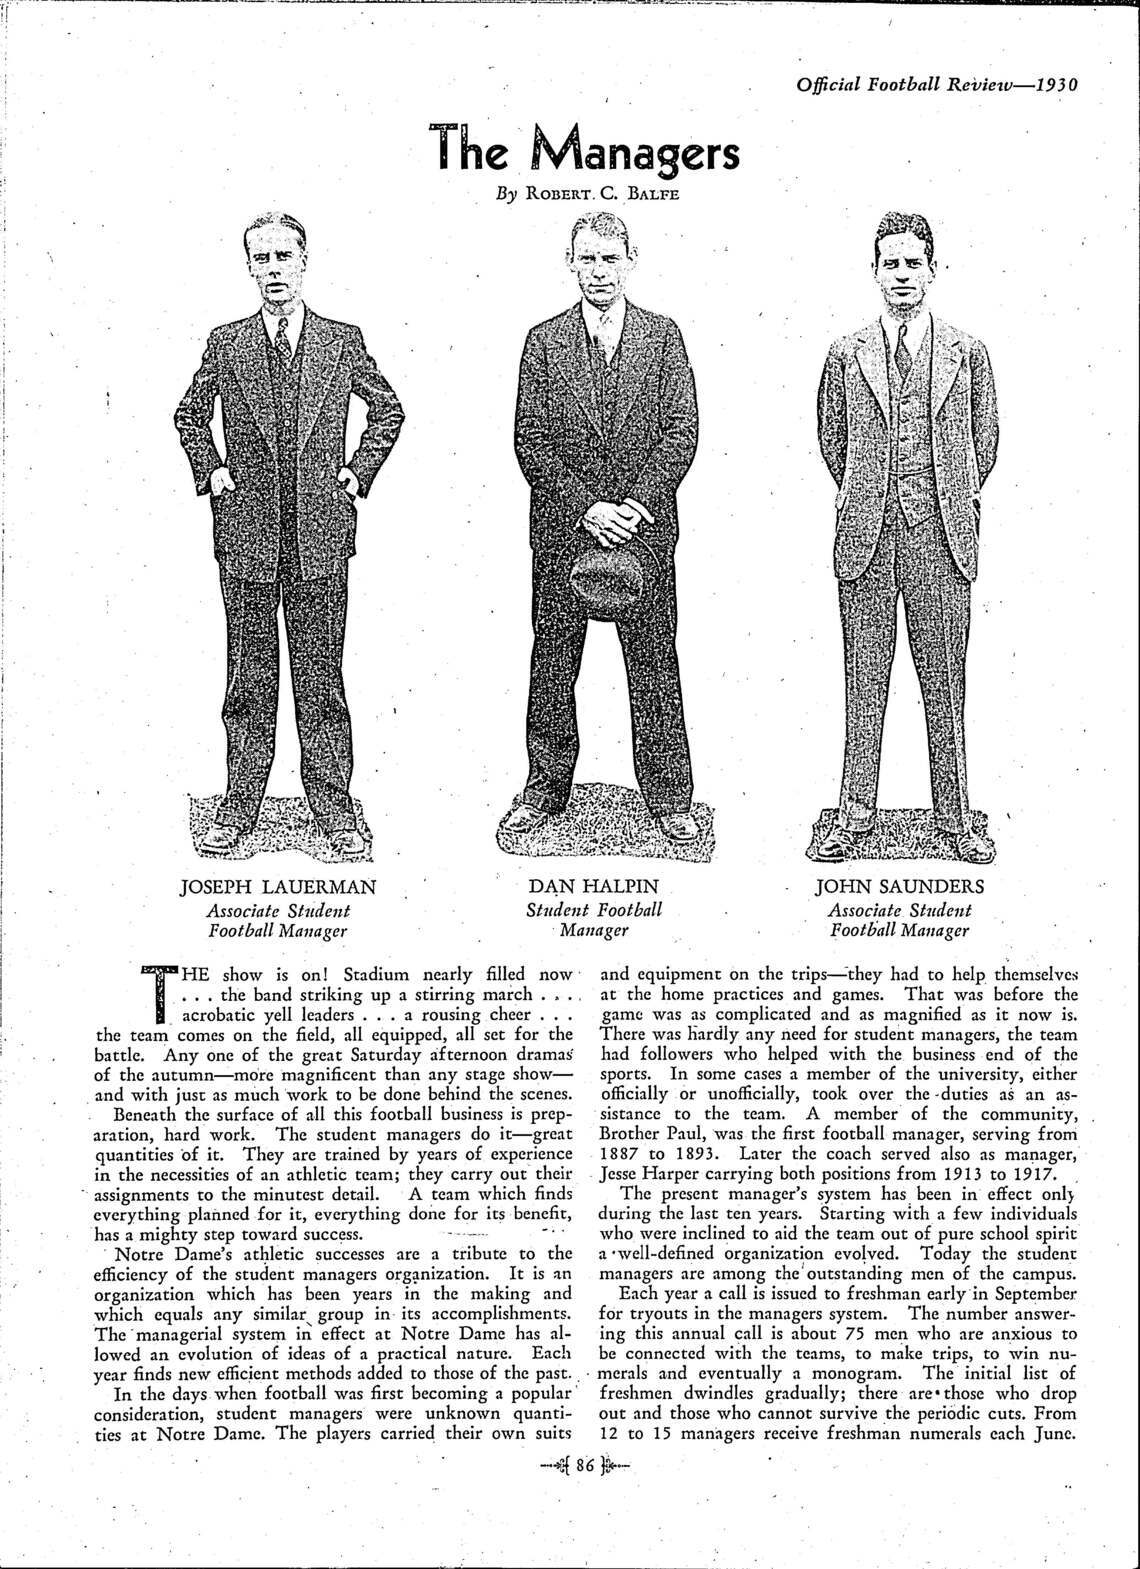 Official Football Review—1930
The Managers
By ROBERT. C. BALFE
JOSEPH LAUERMAN
Associate Student
Football Manager
DAN HALPIN
Student Football
Manager
JOHN SAUNDERS
Associate Student
Football Manager
THE show is on! Stadium nearly filled now
. . . the band striking up a stirring march . . . .
acrobatic yell leaders . . . a rousing cheer . . .
the team comes on the field, all equipped, all set for the
battle. Any one of the great Saturday afternoon dramas
of the autumn—more magnificent than any stage show—
and with just as much work to be done behind the scenes.
Beneath the surface of all this football business is prep-
aration, hard work. The student managers do it—great
quantities of it. They are trained by years of experience
in the necessities of an athletic team; they carry out their
assignments to the minutest detail. A team which finds
everything planned for it, everything done for its benefit,
has a mighty step toward success.
Notre Dame's athletic successes are a tribute to the
efficiency of the student managers organization. It is an
organization which has been years in the making and
which equals any similar group in its accomplishments.
The managerial system in effect at Notre Dame has al-
lowed an evolution of ideas of a practical nature. Each
year finds new efficient methods added to those of the past.
In the days when football was first becoming a popular
consideration, student managers were unknown quanti-
ties at Notre Dame. The players carried their own suits
and equipment on the trips—they had to help themselves
at the home practices and games. That was before the
game was as complicated and as magnified as it now is.
There was hardly any need for student managers, the team
had followers who helped with the business end of the
sports. In some cases a member of the university, either
officially or unofficially, took over the duties as an as-
sistance to the team. A member of the community,
Brother Paul, was the first football manager, serving from
1887 to 1893. Later the coach served also as manager,
Jesse Harper carrying both positions from 1913 to 1917.
The present manager's system has been in effect only
during the last ten years. Starting with a few individuals
who were inclined to aid the team out of pure school spirit
a well-defined organization evolved. Today the student
managers are among the outstanding men of the campus.
Each year a call is issued to freshman early in September
for tryouts in the managers system. The number answer-
ing this annual call is about 75 men who are anxious to
be connected with the teams, to make trips, to win nu-
merals and eventually a monogram. The initial list of
freshmen dwindles gradually; there are those who drop
out and those who cannot survive the periodic cuts. From
12 to 15 managers receive freshman numerals each June.
86